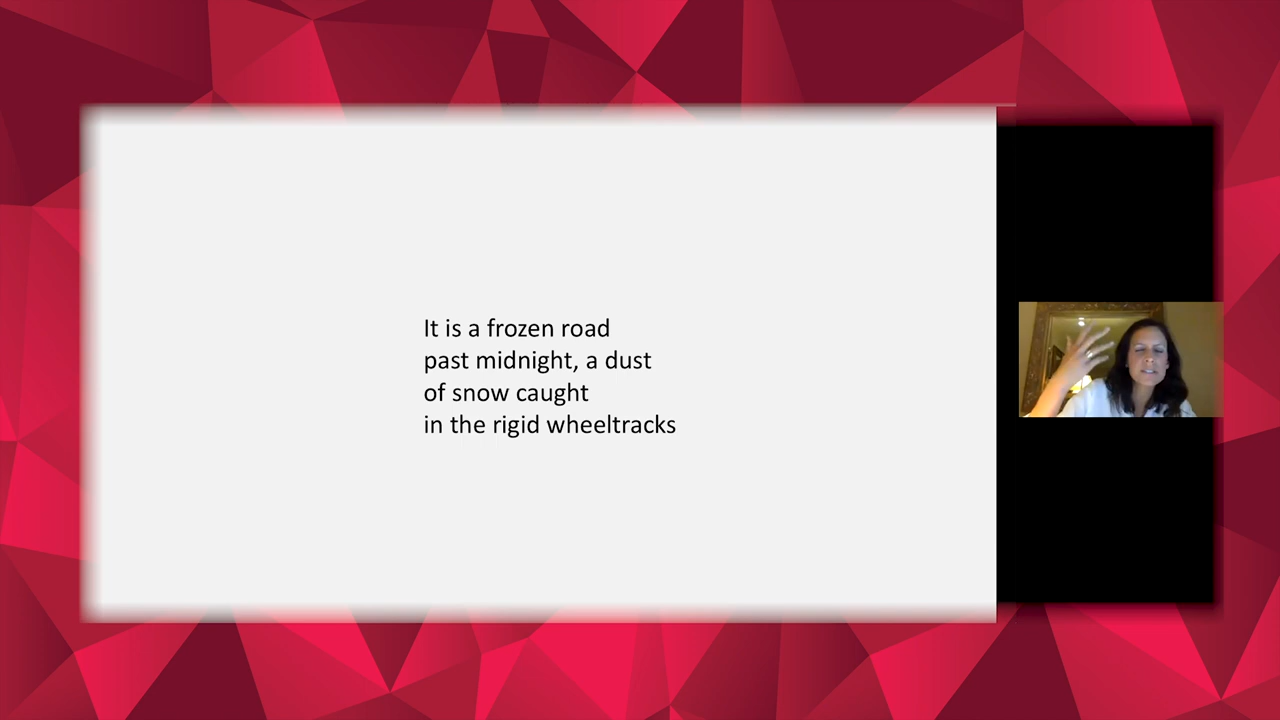 It is a frozen road
past midnight, a dust
of snow caught
in the rigid wheeltracks